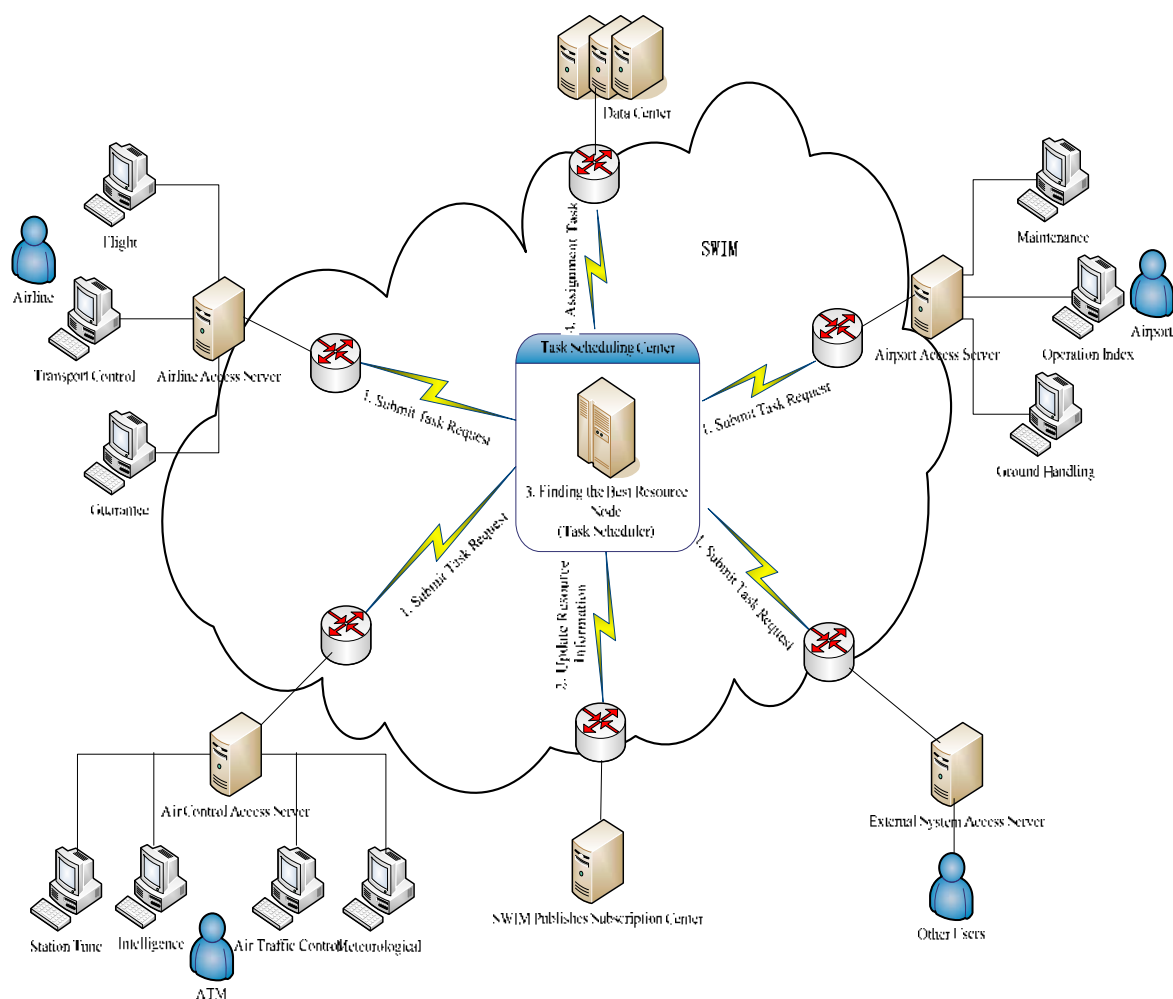 Data Center
Flight
Airline
Transport Control
Airline Access Server
Guarantee
SWIM
Maintenance
Airport Access Server
Operation Index
Airport
Ground Handling
4. Assignment Task
Task Scheduling Center
3. Finding the Best Resource
Node
(Task Scheduler)
1. Submit Task Request
1. Submit Task Request
1. Submit Task Request
1. Submit Task Request
2. Update Resource
Information
Air Control Access Server
Station Tune
Intelligence
Air Traffic Control
Meteorological
ATM
SWIM Publishes Subscription Center
External System Access Server
Other Users